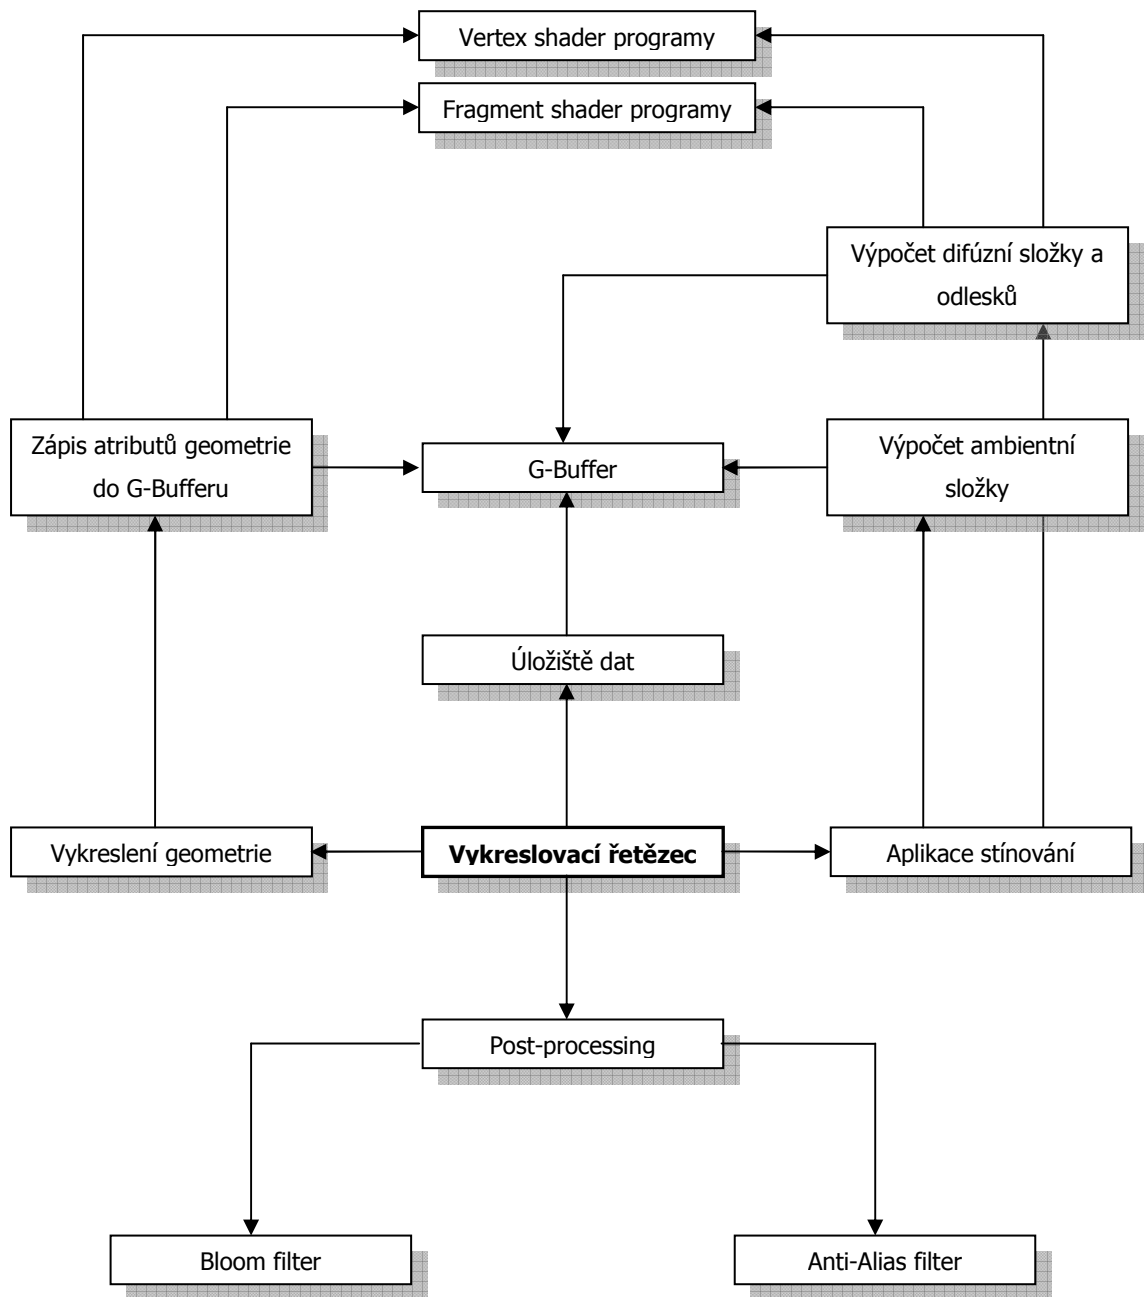 Vertex shader programy
Fragment shader programy
Výpočet difúzní složky a
odlesků
Zápis atributů geometrie
do G-Bufferu
G-Buffer
Výpočet ambientní
složky
Úložiště dat
Vykreslení geometrie
Vykreslovací řetězec
Aplikace stínování
Post-processing
Bloom filter
Anti-Alias filter